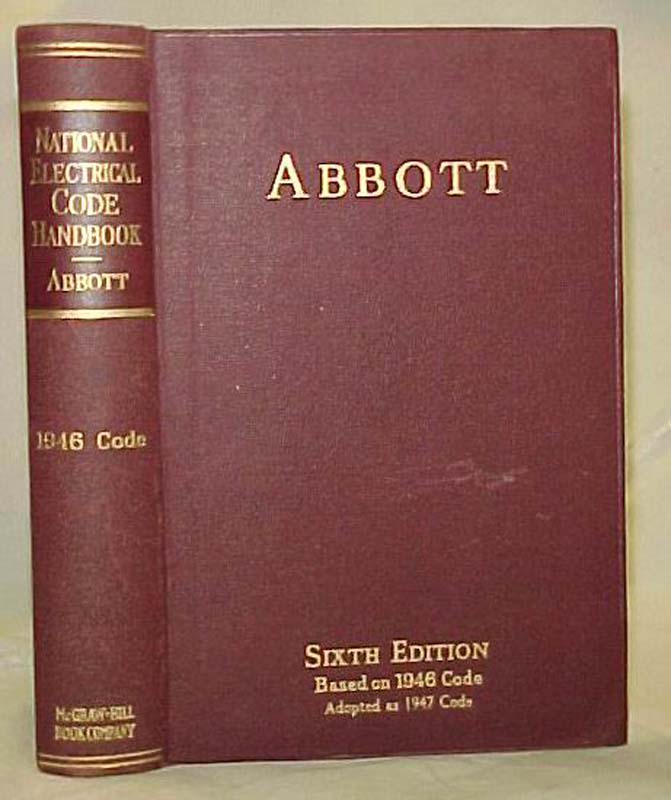 NATIONAL
ELECTRICAL
CODE
HANDBOOK
ABBOTT
1946 Code
McGRAW-HILL
BOOK COMPANY
ABBOTT
SIXTH EDITION
Based on 1946 Code
Adopted as 1947 Code